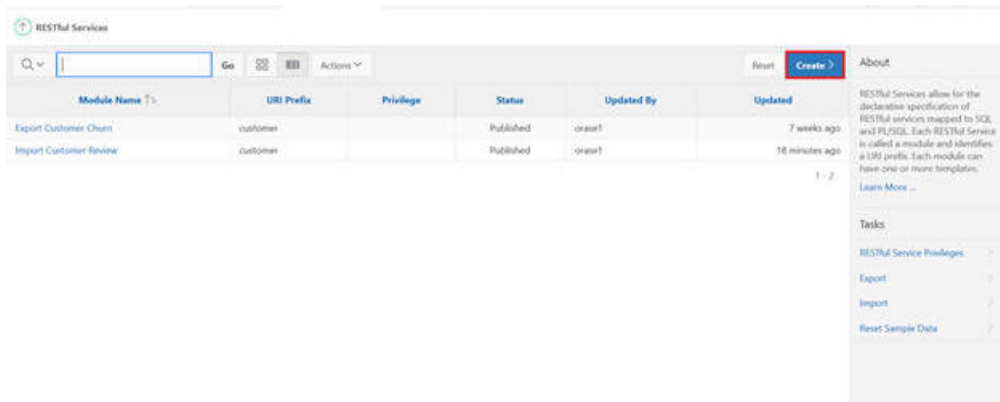 RESTful Services
Go Actions Reset Create >
Module Name URI Prefix Privilege Status Updated By Updated
Export Customer Churn customer Published orase1 7 weeks ago
Import Customer Review customer Published orase1 18 minutes ago
1 - 2
About
RESTful Services allow for the
declarative specification of
RESTful services mapped to SQL
and PL/SQL. Each RESTful Service
is called a module and identifies
a URI prefix. Each module can
have one or more templates.
Learn More ...
Tasks
RESTful Service Privileges
Export
Import
Reset Sample Data